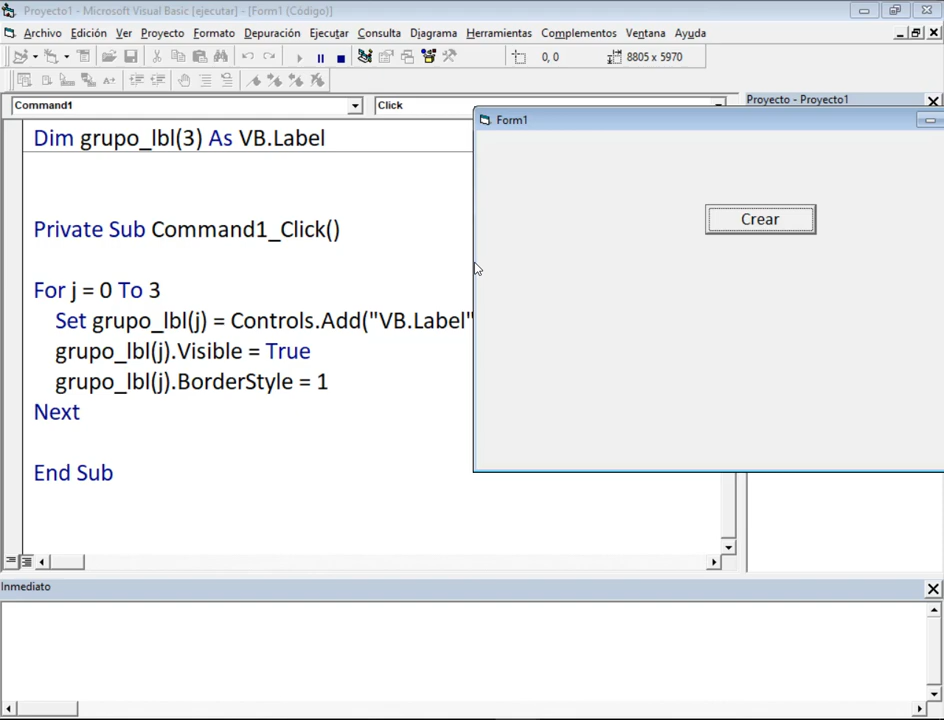 Proyecto1 - Microsoft Visual Basic [ejecutar] - [Form1 (Código)]
Archivo Edición Ver Proyecto Formato Depuración Ejecutar Consulta Diagrama Herramientas Complementos Ventana Ayuda
0, 0 8805 x 5970
Command1 Click Proyecto - Proyecto1
Form1
Crear
Dim grupo_lbl(3) As VB.Label
Private Sub Command1_Click()
For j = 0 To 3
Set grupo_lbl(j) = Controls.Add("VB.Label"
grupo_lbl(j).Visible = True
grupo_lbl(j).BorderStyle = 1
Next
End Sub
Inmediato